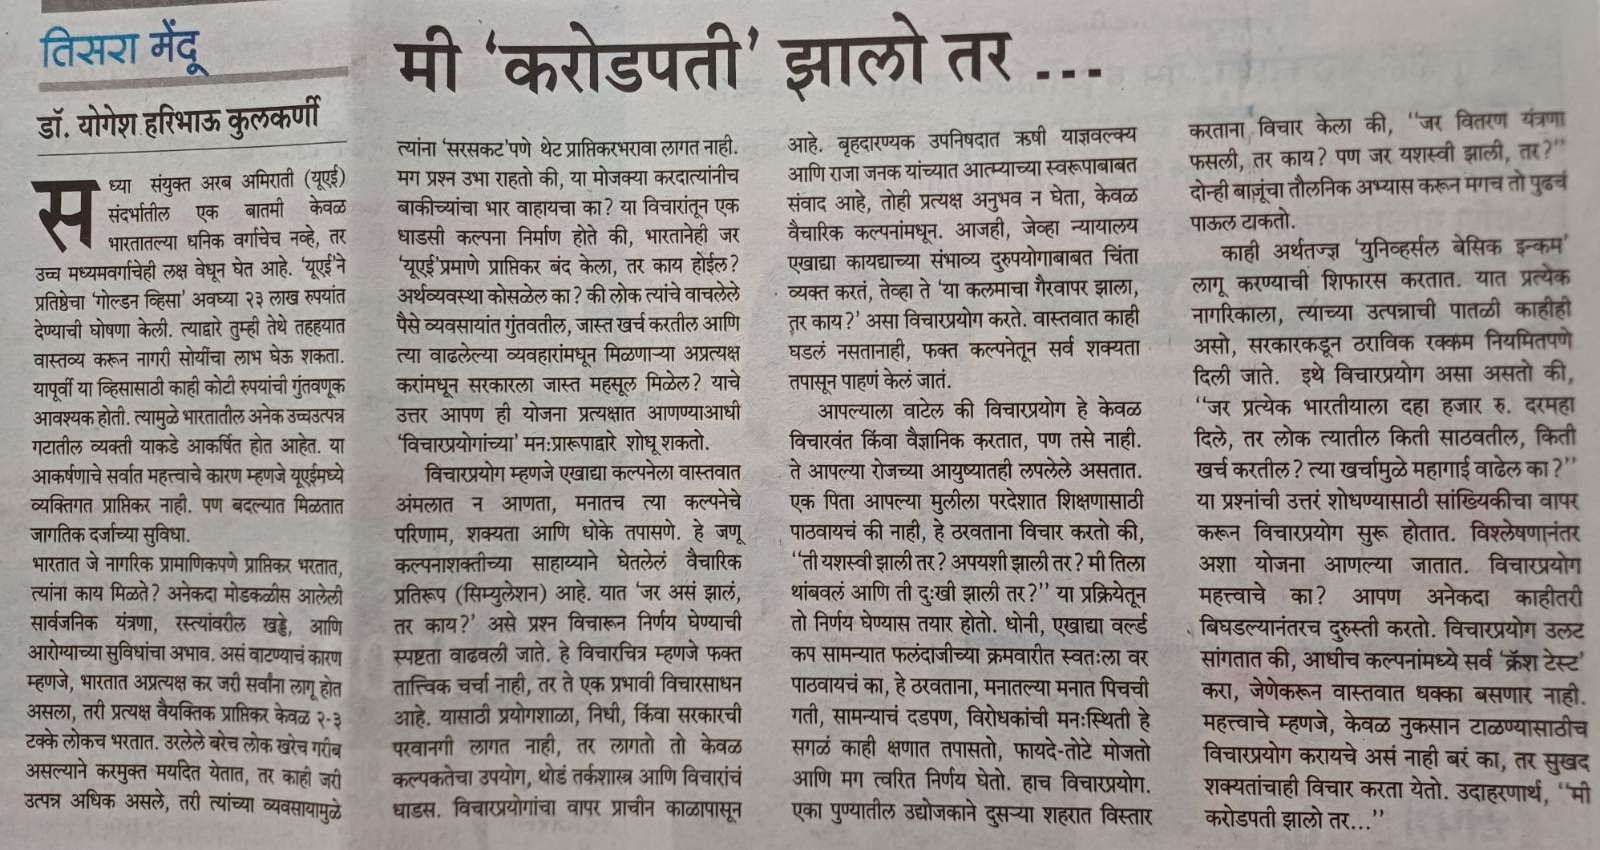 तिसरा मेंदू
डॉ. योगेश हरिभाऊ कुलकर्णी
मी ‘करोडपती’ झालो तर ...
सध्या संयुक्त अरब अमिराती (यूएई)
संदर्भातील एक बातमी केवळ
भारतातल्या धनिक वर्गाचेच नव्हे, तर
उच्च मध्यमवर्गाचेही लक्ष वेधून घेत आहे. ‘यूएई’ने
प्रतिष्ठेचा ‘गोल्डन व्हिसा’ अवघ्या २३ लाख रुपयांत
देण्याची घोषणा केली. त्याद्वारे तुम्ही तेथे तहहयात
वास्तव्य करून नागरी सोयींचा लाभ घेऊ शकता.
यापूर्वी या व्हिसासाठी काही कोटी रुपयांची गुंतवणूक
आवश्यक होती. त्यामुळे भारतातील अनेक उच्चउत्पन्न
गटातील व्यक्ती याकडे आकर्षित होत आहेत. या
आकर्षणाचे सर्वात महत्त्वाचे कारण म्हणजे यूएईमध्ये
व्यक्तिगत प्राप्तिकर नाही. पण बदल्यात मिळतात
जागतिक दर्जाच्या सुविधा.
भारतात जे नागरिक प्रामाणिकपणे प्राप्तिकर भरतात,
त्यांना काय मिळते? अनेकदा मोडकळीस आलेली
सार्वजनिक यंत्रणा, रस्त्यांवरील खड्डे, आणि
आरोग्याच्या सुविधांचा अभाव. असं वाटण्याचं कारण
म्हणजे, भारतात अप्रत्यक्ष कर जरी सर्वांना लागू होत
असला, तरी प्रत्यक्ष वैयक्तिक प्राप्तिकर केवळ २-३
टक्के लोकच भरतात. उरलेले बरेच लोक खरेच गरीब
असल्याने करमुक्त मर्यादेत येतात, तर काही जरी
उत्पन्न अधिक असले, तरी त्यांच्या व्यवसायामुळे
त्यांना ‘सरसकट’पणे थेट प्राप्तिकरभरावा लागत नाही.
मग प्रश्न उभा राहतो की, या मोजक्या करदात्यांनीच
बाकीच्यांचा भार वाहायचा का? या विचारांतून एक
धाडसी कल्पना निर्माण होते की, भारतानेही जर
‘यूएई’प्रमाणे प्राप्तिकर बंद केला, तर काय होईल?
अर्थव्यवस्था कोसळेल का? की लोक त्यांचे वाचलेले
पैसे व्यवसायांत गुंतवतील, जास्त खर्च करतील आणि
त्या वाढलेल्या व्यवहारांमधून मिळणाऱ्या अप्रत्यक्ष
करांमधून सरकारला जास्त महसूल मिळेल? याचे
उत्तर आपण ही योजना प्रत्यक्षात आणण्याआधी
‘विचारप्रयोगांच्या’ मनःप्रारूपाद्वारे शोधू शकतो.
विचारप्रयोग म्हणजे एखाद्या कल्पनेला वास्तवात
अंमलात न आणता, मनातच त्या कल्पनेचे
परिणाम, शक्यता आणि धोके तपासणे. हे जणू
कल्पनाशक्तीच्या साहाय्याने घेतलेलं वैचारिक
प्रतिरूप (सिम्युलेशन) आहे. यात ‘जर असं झालं,
तर काय?’ असे प्रश्न विचारून निर्णय घेण्याची
स्पष्टता वाढवली जाते. हे विचारचित्र म्हणजे फक्त
तात्त्विक चर्चा नाही, तर ते एक प्रभावी विचारसाधन
आहे. यासाठी प्रयोगशाळा, निधी, किंवा सरकारची
परवानगी लागत नाही, तर लागतो तो केवळ
कल्पकतेचा उपयोग, थोडं तर्कशास्त्र आणि विचारांचं
धाडस. विचारप्रयोगांचा वापर प्राचीन काळापासून
आहे. बृहदारण्यक उपनिषदात ऋषी याज्ञवल्क्य
आणि राजा जनक यांच्यात आत्म्याच्या स्वरूपाबाबत
संवाद आहे, तोही प्रत्यक्ष अनुभव न घेता, केवळ
वैचारिक कल्पनांमधून. आजही, जेव्हा न्यायालय
एखाद्या कायद्याच्या संभाव्य दुरुपयोगाबाबत चिंता
व्यक्त करतं, तेव्हा ते ‘या कलमाचा गैरवापर झाला,
तर काय?’ असा विचारप्रयोग करते. वास्तवात काही
घडलं नसतानाही, फक्त कल्पनेतून सर्व शक्यता
तपासून पाहणं केलं जातं.
आपल्याला वाटेल की विचारप्रयोग हे केवळ
विचारवंत किंवा वैज्ञानिक करतात, पण तसे नाही.
ते आपल्या रोजच्या आयुष्यातही लपलेले असतात.
एक पिता आपल्या मुलीला परदेशात शिक्षणासाठी
पाठवायचं की नाही, हे ठरवताना विचार करतो की,
“ती यशस्वी झाली तर? अपयशी झाली तर? मी तिला
थांबवलं आणि ती दुःखी झाली तर?” या प्रक्रियेतून
तो निर्णय घेण्यास तयार होतो. धोनी, एखाद्या वर्ल्ड
कप सामन्यात फलंदाजीच्या क्रमवारीत स्वतःला वर
पाठवायचं का, हे ठरवताना, मनातल्या मनात पिचची
गती, सामन्याचं दडपण, विरोधकांची मनःस्थिती हे
सगळं काही क्षणात तपासतो, फायदे-तोटे मोजतो
आणि मग त्वरित निर्णय घेतो. हाच विचारप्रयोग.
एका पुण्यातील उद्योजकाने दुसऱ्या शहरात विस्तार
करताना विचार केला की, “जर वितरण यंत्रणा
फसली, तर काय? पण जर यशस्वी झाली, तर?”
दोन्ही बाजूंचा तौलनिक अभ्यास करून मगच तो पुढचं
पाऊल टाकतो.
काही अर्थतज्ज्ञ ‘युनिव्हर्सल बेसिक इन्कम’
लागू करण्याची शिफारस करतात. यात प्रत्येक
नागरिकाला, त्याच्या उत्पन्नाची पातळी काहीही
असो, सरकारकडून ठराविक रक्कम नियमितपणे
दिली जाते. इथे विचारप्रयोग असा असतो की,
“जर प्रत्येक भारतीयाला दहा हजार रु. दरमहा
दिले, तर लोक त्यातील किती साठवतील, किती
खर्च करतील? त्या खर्चामुळे महागाई वाढेल का?”
या प्रश्नांची उत्तरं शोधण्यासाठी सांख्यिकीचा वापर
करून विचारप्रयोग सुरू होतात. विश्लेषणानंतर
अशा योजना आणल्या जातात. विचारप्रयोग
महत्त्वाचे का? आपण अनेकदा काहीतरी
बिघडल्यानंतरच दुरुस्ती करतो. विचारप्रयोग उलट
सांगतात की, आधीच कल्पनांमध्ये सर्व ‘क्रॅश टेस्ट’
करा, जेणेकरून वास्तवात धक्का बसणार नाही.
महत्त्वाचे म्हणजे, केवळ नुकसान टाळण्यासाठीच
विचारप्रयोग करायचे असं नाही बरं का, तर सुखद
शक्यतांचाही विचार करता येतो. उदाहरणार्थ, “मी
करोडपती झालो तर...”